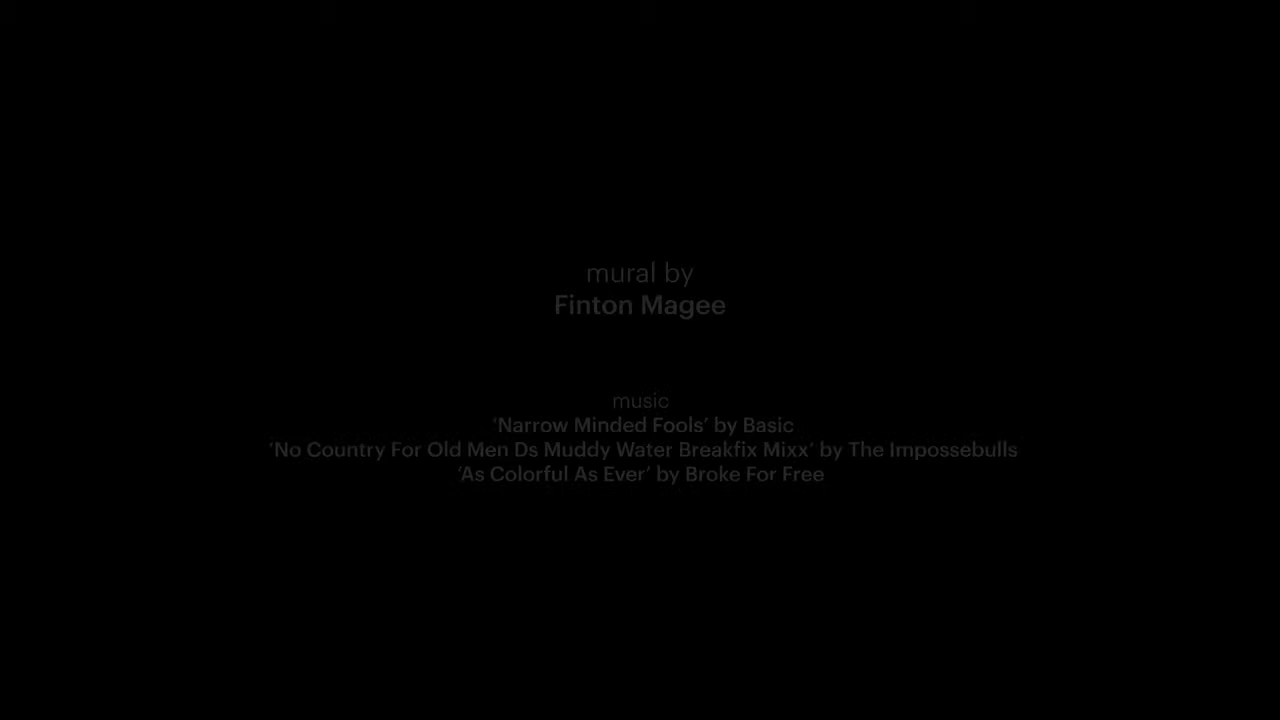 mural by
Finton Magee
music
‘Narrow Minded Fools’ by Basic
‘No Country For Old Men Ds Muddy Water Breakfix Mixx’ by The Impossebulls
‘As Colorful As Ever’ by Broke For Free